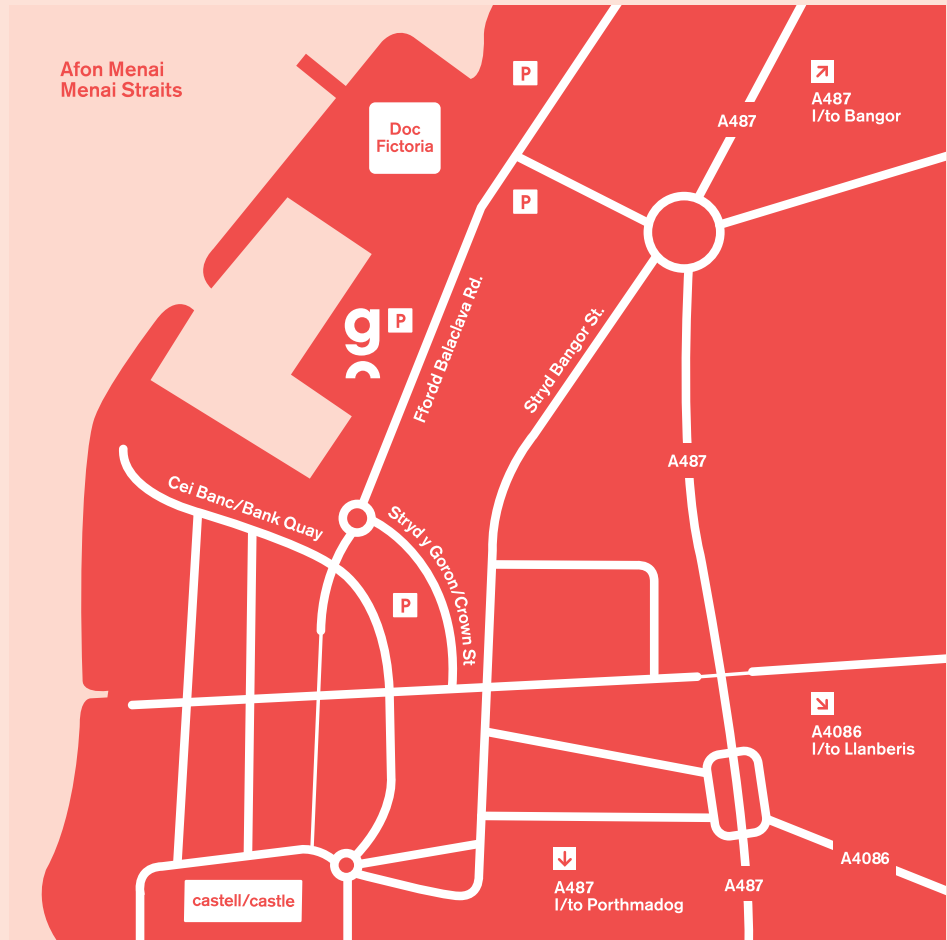 Afon Menai
Menai Straits
P
A487
I/to Bangor
A487
Doc
Fictoria
P
g
P
Ffordd Balaclava Rd.
Stryd Bangor St.
A487
Cei Banc/Bank Quay
Stryd y Goron/Crown St
P
A4086
I/to Llanberis
A4086
A487
I/to Porthmadog
A487
castell/castle